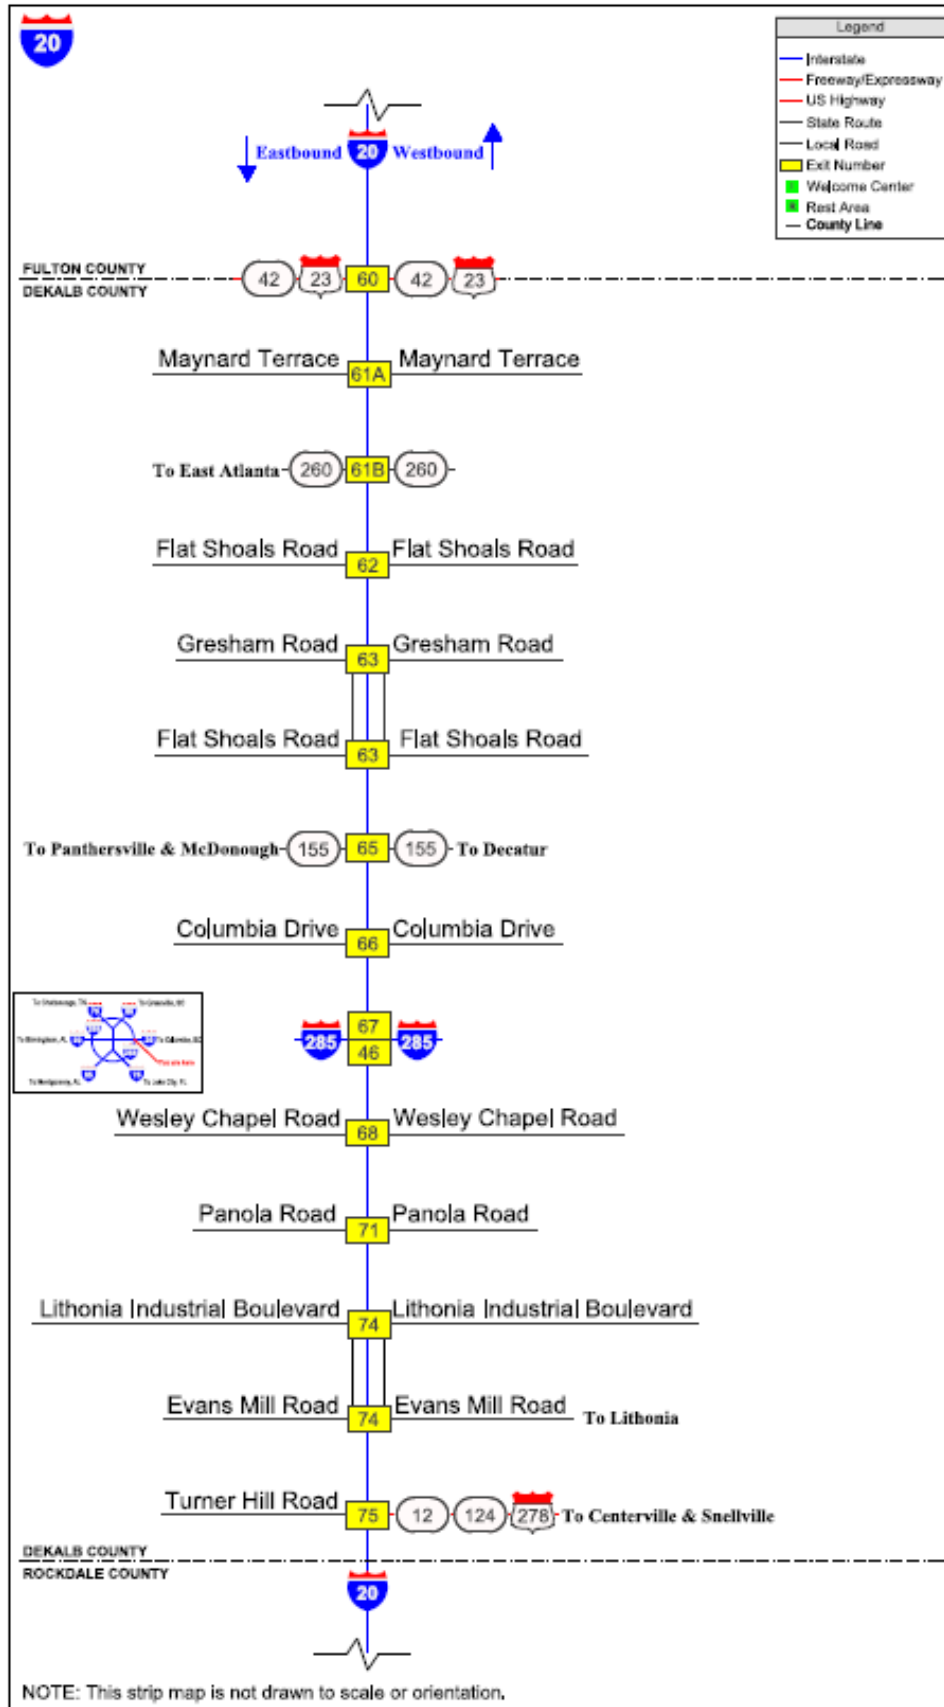 20
Legend
Interstate
Freeway/Expressway
US Highway
State Route
Local Road
Exit Number
Welcome Center
Rest Area
County Line
Eastbound 20 Westbound
FULTON COUNTY
DEKALB COUNTY
42 23 60 42 23
Maynard Terrace 61A Maynard Terrace
To East Atlanta 260 61B 260
Flat Shoals Road 62 Flat Shoals Road
Gresham Road 63 Gresham Road
Flat Shoals Road 63 Flat Shoals Road
To Panthersville & McDonough 155 65 155 To Decatur
Columbia Drive 66 Columbia Drive
285 67 285
46
Wesley Chapel Road 68 Wesley Chapel Road
Panola Road 71 Panola Road
Lithonia Industrial Boulevard 74 Lithonia Industrial Boulevard
Evans Mill Road 74 Evans Mill Road To Lithonia
Turner Hill Road 75 12 124 278 To Centerville & Snellville
DEKALB COUNTY
ROCKDALE COUNTY
20
NOTE: This strip map is not drawn to scale or orientation.